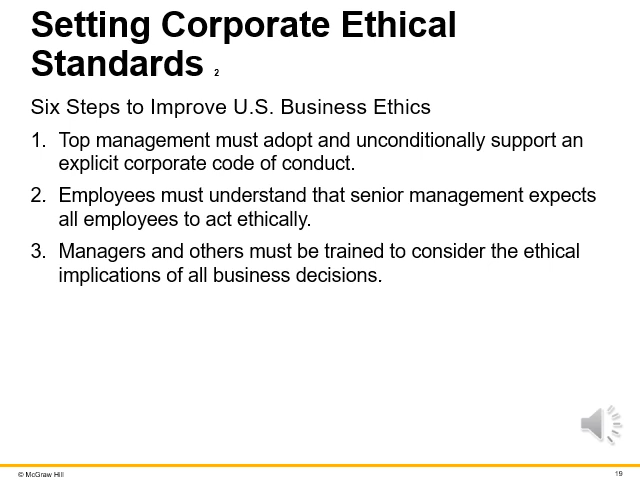 Setting Corporate Ethical
Standards 2
Six Steps to Improve U.S. Business Ethics
1. Top management must adopt and unconditionally support an
explicit corporate code of conduct.
2. Employees must understand that senior management expects
all employees to act ethically.
3. Managers and others must be trained to consider the ethical
implications of all business decisions.
© McGraw Hill
19